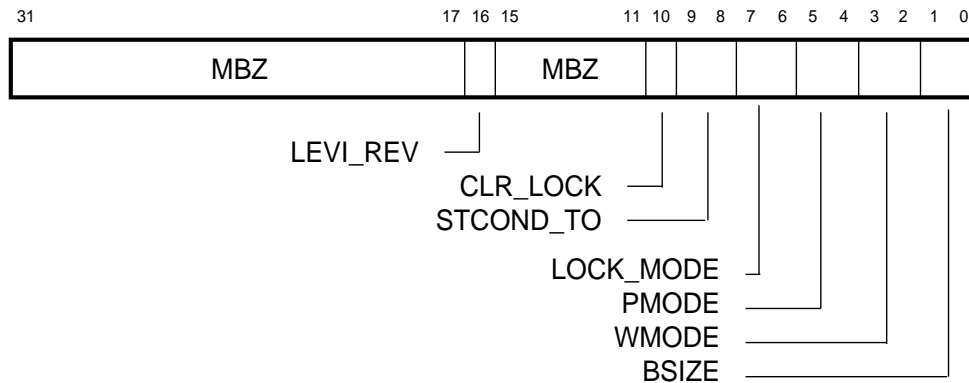 31 17 16 15 11 10 9 8 7 6 5 4 3 2 1 0
MBZ MBZ
LEVI_REV
CLR_LOCK
STCOND_TO
LOCK_MODE
PMODE
WMODE
BSIZE